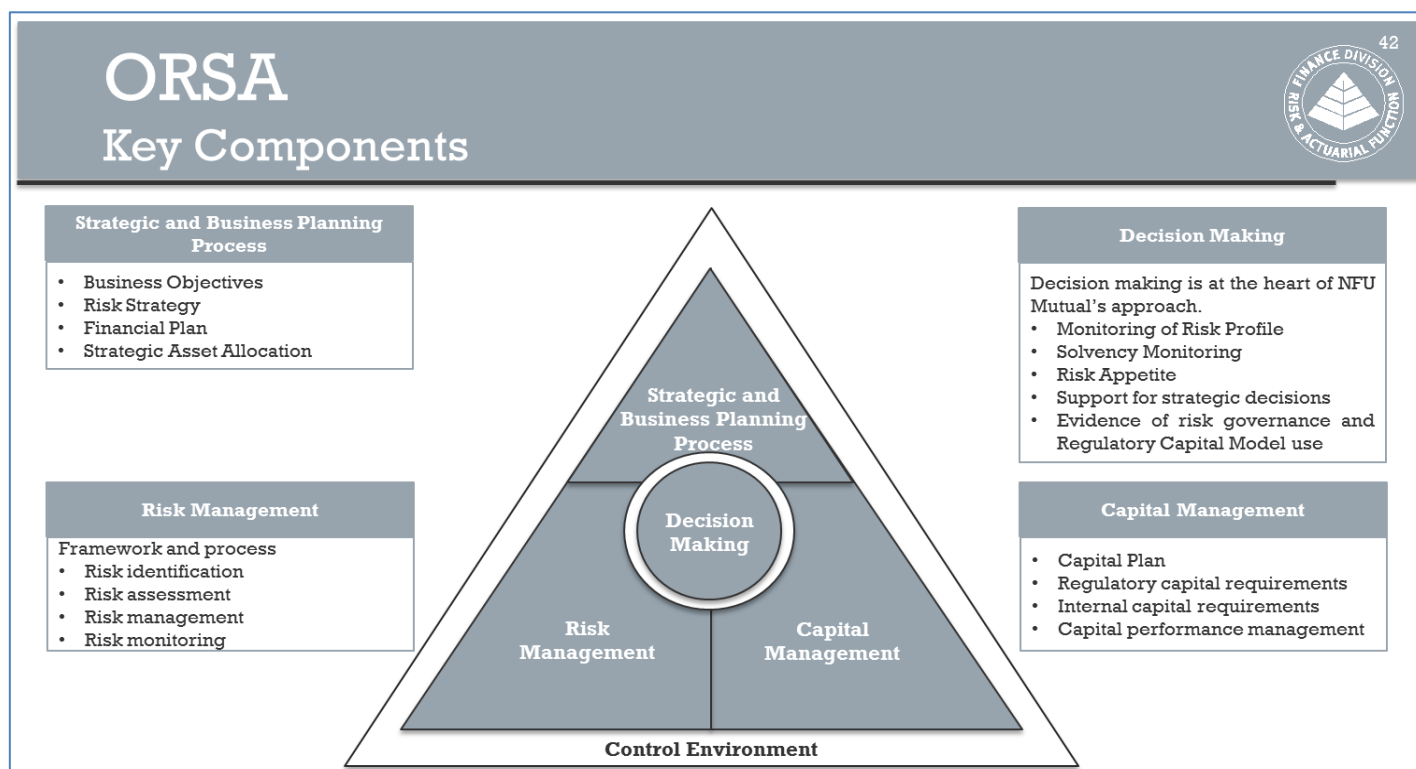 42
ORSA
Key Components
FINANCE DIVISION
RISK & ACTUARIAL FUNCTION
Strategic and Business Planning
Process
• Business Objectives
• Risk Strategy
• Financial Plan
• Strategic Asset Allocation
Decision Making
Decision making is at the heart of NFU
Mutual's approach.
• Monitoring of Risk Profile
• Solvency Monitoring
• Risk Appetite
• Support for strategic decisions
• Evidence of risk governance and
Regulatory Capital Model use
Strategic and
Business Planning
Process
Decision
Making
Risk
Management
Capital
Management
Control Environment
Risk Management
Framework and process
• Risk identification
• Risk assessment
• Risk management
• Risk monitoring
Capital Management
• Capital Plan
• Regulatory capital requirements
• Internal capital requirements
• Capital performance management